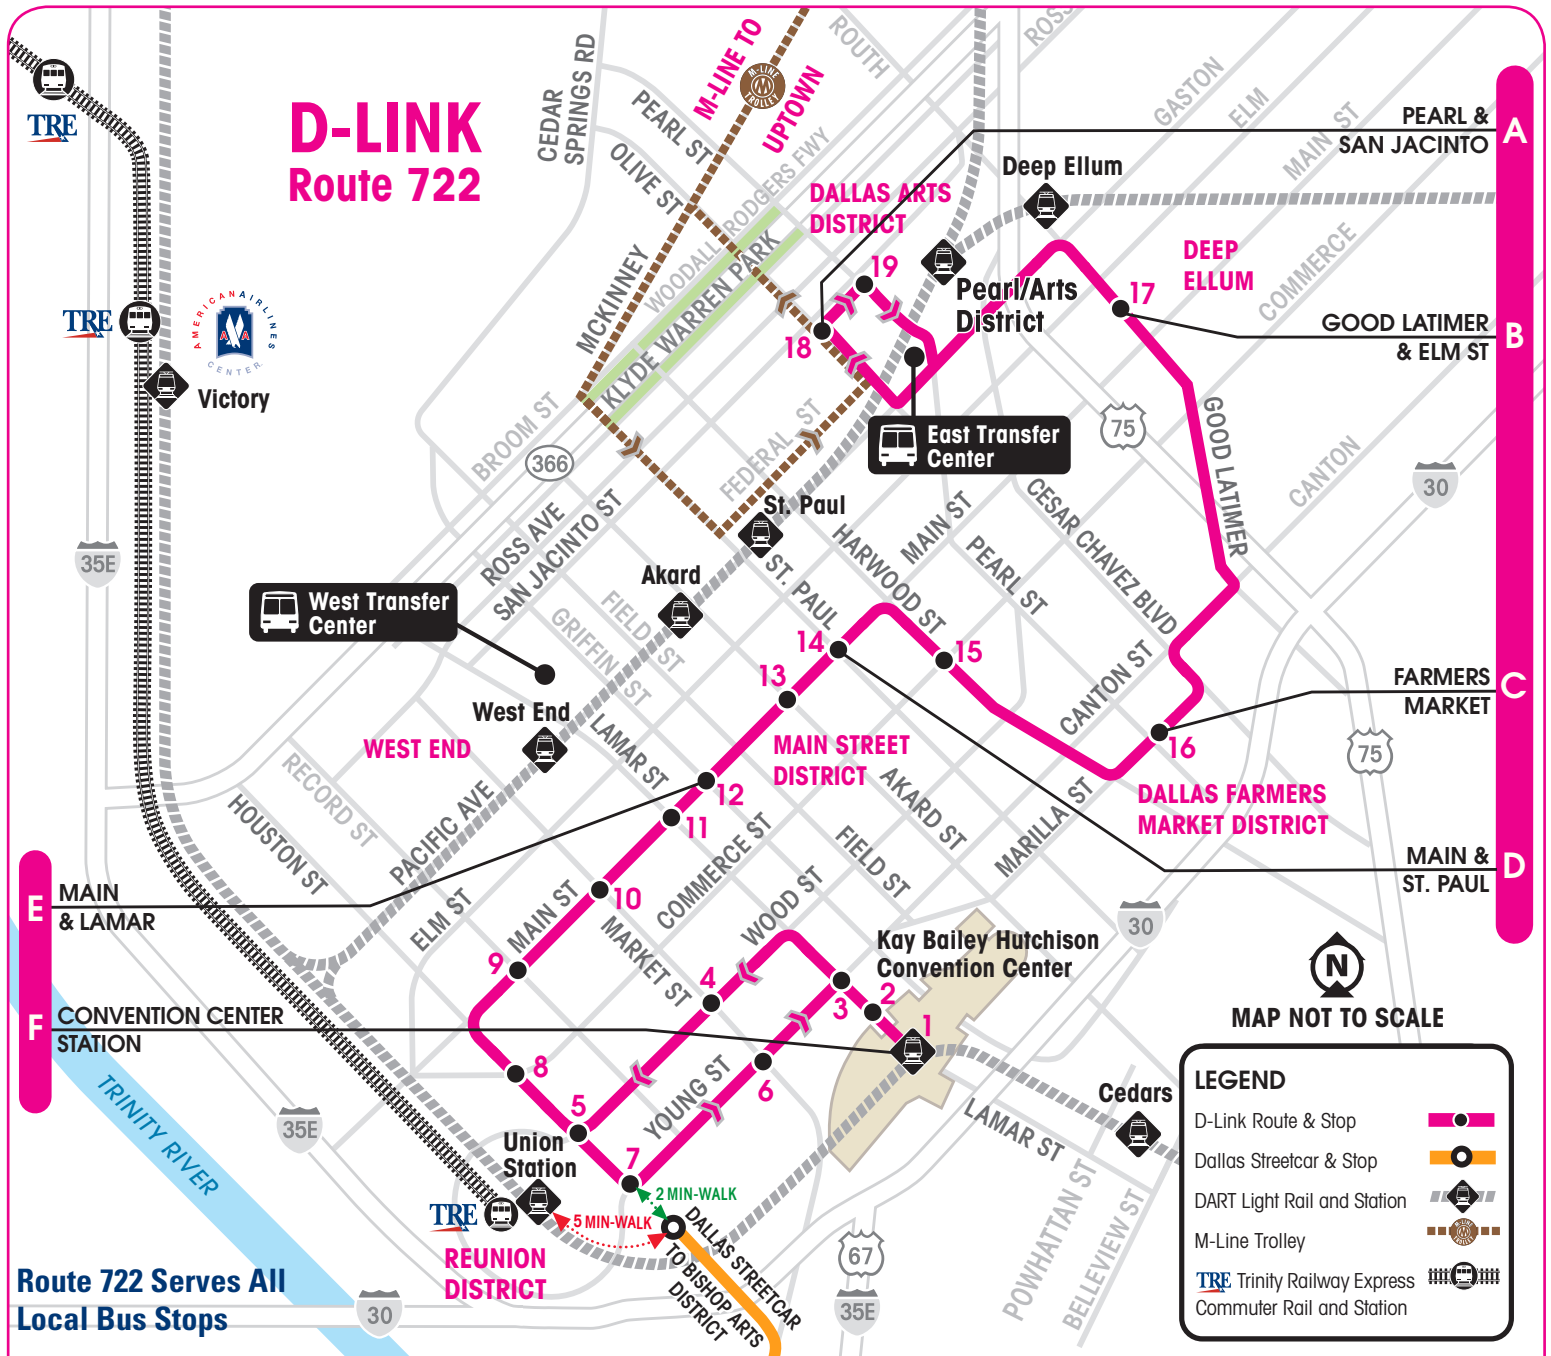 D-LINK
Route 722
TRE
TRE
AMERICAN AIRLINES
CENTER
Victory
35E
CEDAR
SPRINGS RD
PEARL ST
OLIVE ST
M-LINE TO
UPTOWN
M-LINE
M
TROLLEY
ROUTH
ROSS
GASTON
ELM
MAIN ST
COMMERCE
CANTON
WOODALL RODGERS FWY
KLYDE WARREN PARK
MCKINNEY
BROOM ST
366
DALLAS ARTS
DISTRICT
Deep Ellum
DEEP
ELLUM
Pearl/Arts
District
19
18
17
East Transfer
Center
75
GOOD LATIMER
30
A
PEARL &
SAN JACINTO
B
GOOD LATIMER
& ELM ST
C
FARMERS
MARKET
D
MAIN &
ST. PAUL
FEDERAL ST
St. Paul
ROSS AVE
SAN JACINTO ST
Akard
West Transfer
Center
FIELD ST
GRIFFIN ST
ST. PAUL
HARWOOD ST
MAIN ST
PEARL ST
CESAR CHAVEZ BLVD
CANTON ST
14
15
13
16
75
West End
WEST END
LAMAR ST
MAIN STREET
DISTRICT
DALLAS FARMERS
MARKET DISTRICT
RECORD ST
HOUSTON ST
PACIFIC AVE
ELM ST
12
11
10
COMMERCE ST
AKARD ST
FIELD ST
MARILLA ST
WOOD ST
MAIN ST
MARKET ST
E
MAIN
& LAMAR
F
CONVENTION CENTER
STATION
9
8
4
3
2
1
Kay Bailey Hutchison
Convention Center
30
N
MAP NOT TO SCALE
TRINITY RIVER
35E
5
6
7
YOUNG ST
Union
Station
TRE
2 MIN-WALK
5 MIN-WALK
REUNION
DISTRICT
DALLAS STREETCAR
TO BISHOP ARTS
DISTRICT
LAMAR ST
Cedars
POWHATTAN ST
BELLEVIEW ST
67
35E
30
Route 722 Serves All
Local Bus Stops
LEGEND
D-Link Route & Stop
Dallas Streetcar & Stop
DART Light Rail and Station
M-Line Trolley
TRE Trinity Railway Express
Commuter Rail and Station